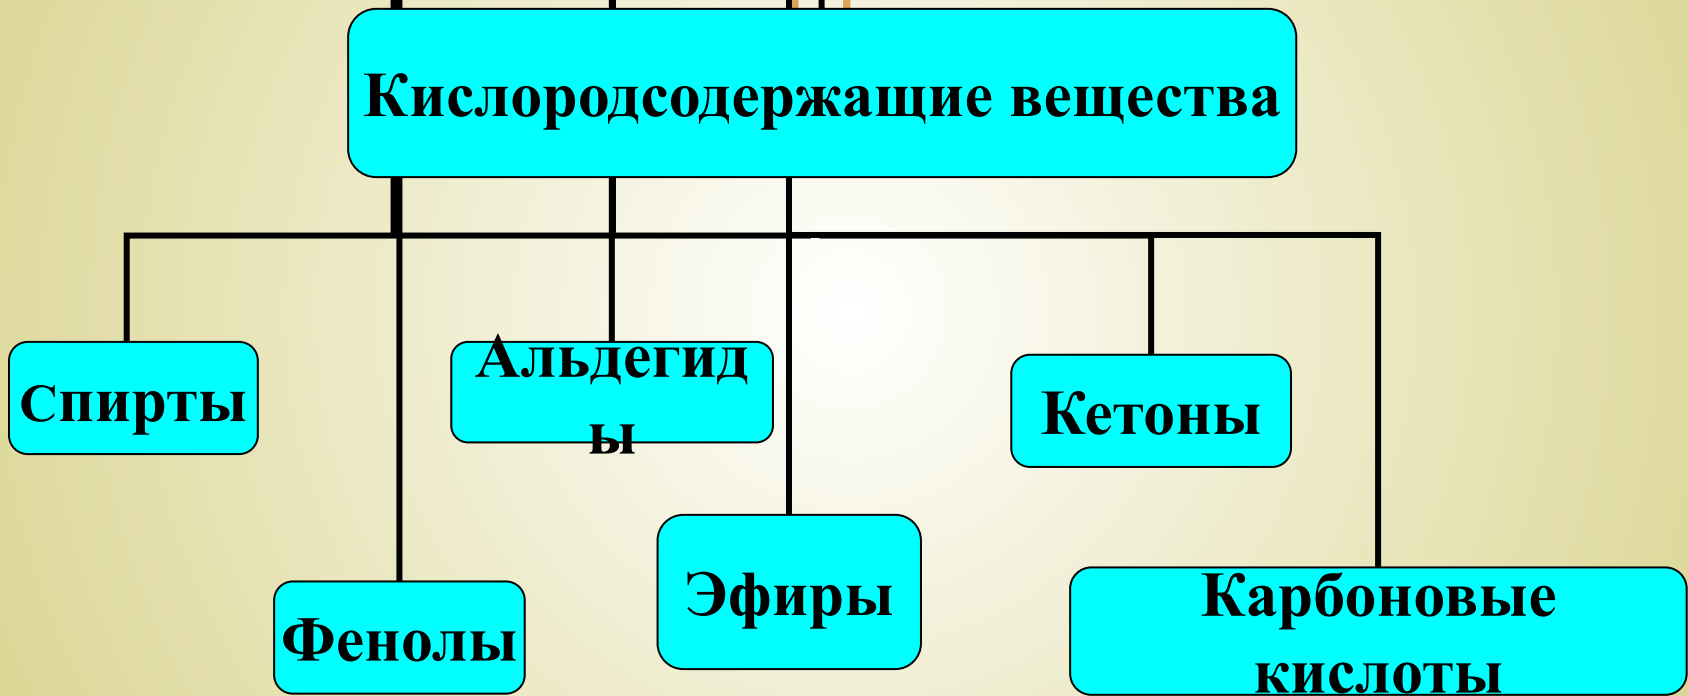 Кислородсодержащие вещества
Спирты
Альдегид
ы
Кетоны
Фенолы
Эфиры
Карбоновые
кислоты